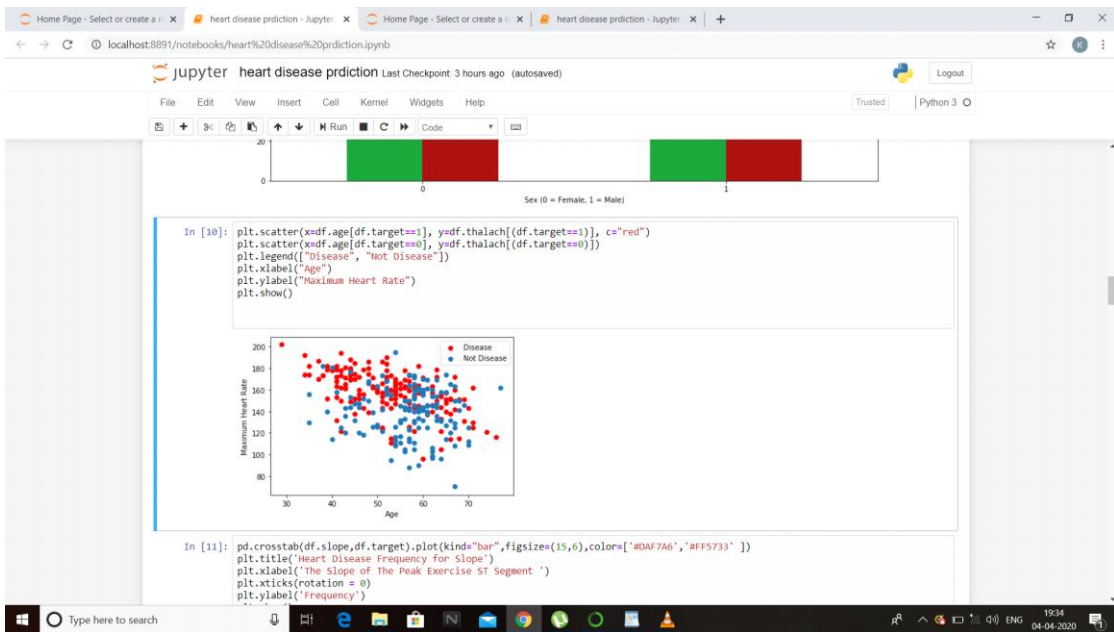 Home Page - Select or create a n
heart disease prdiction - Jupyter
Home Page - Select or create a n
heart disease prdiction - Jupyter
localhost:8891/notebooks/heart%20disease%20prdiction.ipynb
K
jupyter heart disease prdiction Last Checkpoint: 3 hours ago (autosaved)
Logout
File Edit View Insert Cell Kernel Widgets Help
Trusted Python 3
Run Code
20
0
0 1
Sex (0 = Female, 1 = Male)
In [10]: plt.scatter(x=df.age[df.target==1], y=df.thalach[(df.target==1)], c="red")
plt.scatter(x=df.age[df.target==0], y=df.thalach[(df.target==0)])
plt.legend(["Disease", "Not Disease"])
plt.xlabel("Age")
plt.ylabel("Maximum Heart Rate")
plt.show()
Disease
Not Disease
200
180
160
140
120
100
80
Maximum Heart Rate
30 40 50 60 70
Age
In [11]: pd.crosstab(df.slope,df.target).plot(kind="bar",figsize=(15,6),color=['#DAF7A6','#FF5733' ])
plt.title('Heart Disease Frequency for Slope')
plt.xlabel('The Slope of The Peak Exercise ST Segment ')
plt.xticks(rotation = 0)
plt.ylabel('Frequency')
Type here to search
ENG
19:34
04-04-2020